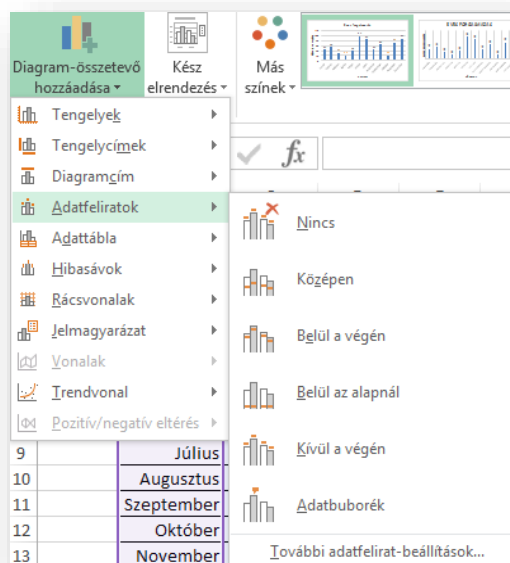 Diagram-összetevő
hozzáadása
Kész
elrendezés
Más
színek
Tengelyek
Tengelycímek
Diagramcím
Adatfeliratok
Adattábla
Hibasávok
Rácsvonalak
Jelmagyarázat
Vonalak
Trendvonal
Pozitív/negatív eltérés
Nincs
Középen
Belül a végén
Belül az alapnál
Kívül a végén
Adatbuborék
További adatfelirat-beállítások...
fx
9 Július
10 Augusztus
11 Szeptember
12 Október
13 November